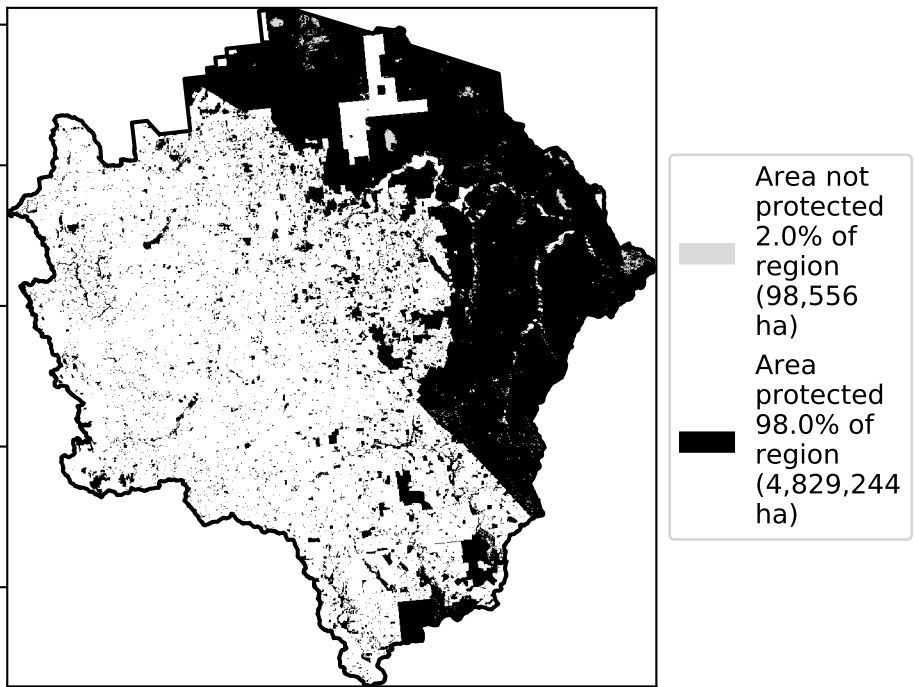 Area not
protected
2.0% of
region
(98,556
ha)
Area
protected
98.0% of
region
(4,829,244
ha)